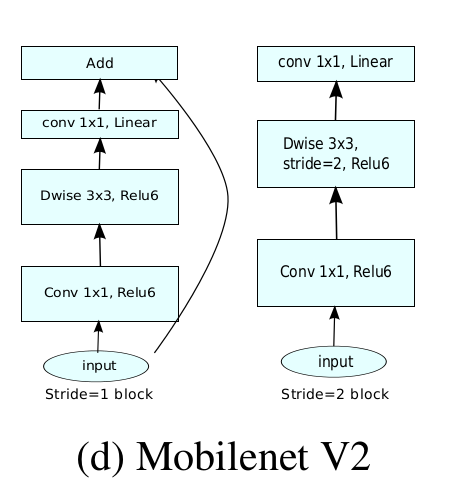 Add
conv 1x1, Linear
Dwise 3x3, Relu6
Conv 1x1, Relu6
input
Stride=1 block
conv 1x1, Linear
Dwise 3x3,
stride=2, Relu6
Conv 1x1, Relu6
input
Stride=2 block
(d) Mobilenet V2